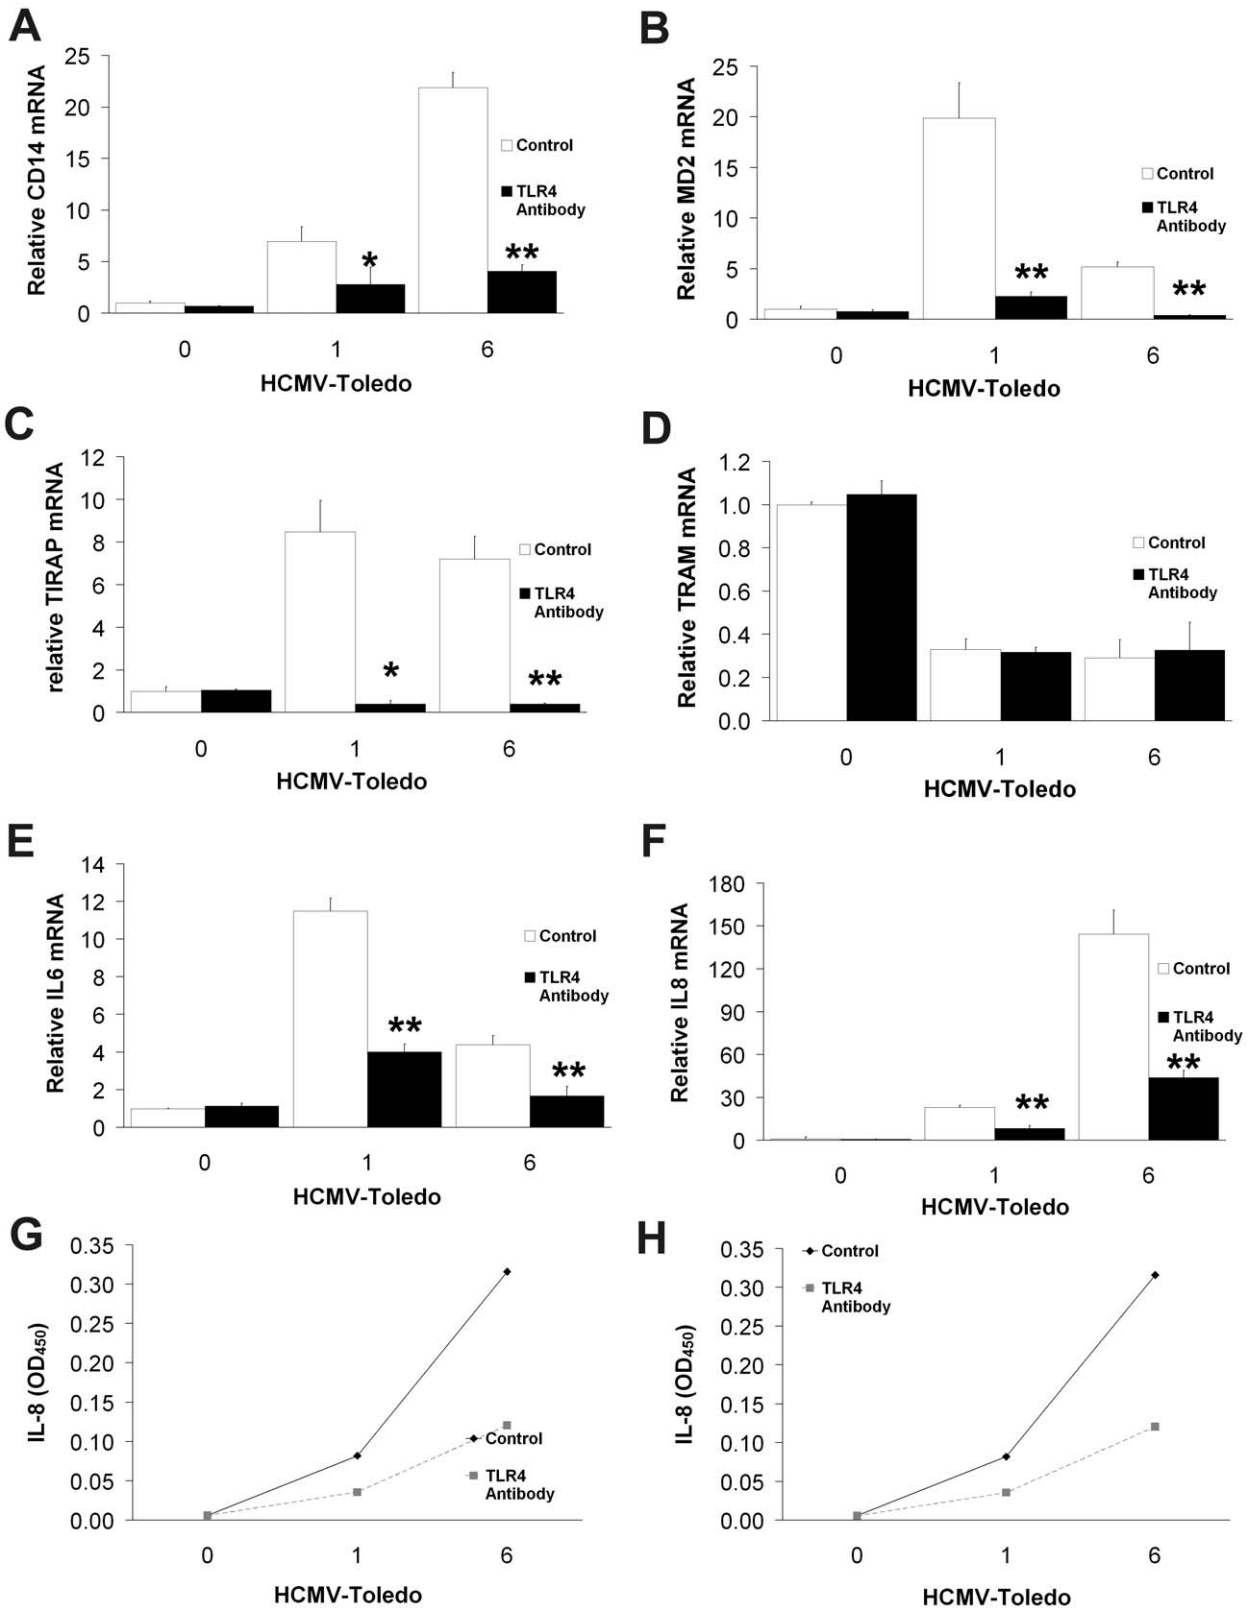 A
Relative CD14 mRNA
25
20
15
10
5
0
Control
TLR4
Antibody
*
**
0 1 6
HCMV-Toledo
B
Relative MD2 mRNA
25
20
15
10
5
0
Control
TLR4
Antibody
**
**
0 1 6
HCMV-Toledo
C
relative TIRAP mRNA
12
10
8
6
4
2
0
Control
TLR4
Antibody
*
**
0 1 6
HCMV-Toledo
D
Relative TRAM mRNA
1.2
1.0
0.8
0.6
0.4
0.2
0.0
Control
TLR4
Antibody
0 1 6
HCMV-Toledo
E
Relative IL6 mRNA
14
12
10
8
6
4
2
0
Control
TLR4
Antibody
**
**
0 1 6
HCMV-Toledo
F
Relative IL8 mRNA
180
150
120
90
60
30
0
Control
TLR4
Antibody
**
**
0 1 6
HCMV-Toledo
G
IL-8 (OD450)
0.35
0.30
0.25
0.20
0.15
0.10
0.05
0.00
Control
TLR4
Antibody
0 1 6
HCMV-Toledo
H
IL-8 (OD450)
0.35
0.30
0.25
0.20
0.15
0.10
0.05
0.00
Control
TLR4
Antibody
0 1 6
HCMV-Toledo